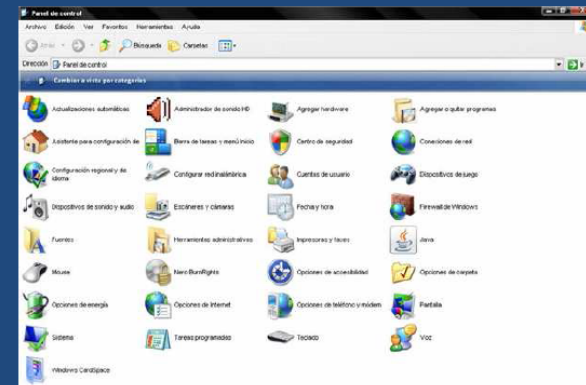 Panel de control
Archivo Edición Ver Favoritos Herramientas Ayuda
Atrás Búsqueda Carpetas
Dirección Panel de control Ir
Cambiar a vista por categorías
Actualizaciones automáticas
Administrador de sonido HD
Agregar hardware
Agregar o quitar programas
Asistente para configuración de
Barra de tareas y menú Inicio
Centro de seguridad
Conexiones de red
Configuración regional y de
idioma
Configurar red inalámbrica
Cuentas de usuario
Dispositivos de juego
Dispositivos de sonido y audio
Escáneres y cámaras
Fecha y hora
Firewall de Windows
Fuentes
Herramientas administrativas
Impresoras y faxes
Java
Mouse
Nero BurnRights
Opciones de accesibilidad
Opciones de carpeta
Opciones de energía
Opciones de Internet
Opciones de teléfono y módem
Pantalla
Sistema
Tareas programadas
Teclado
Voz
Windows CardSpace